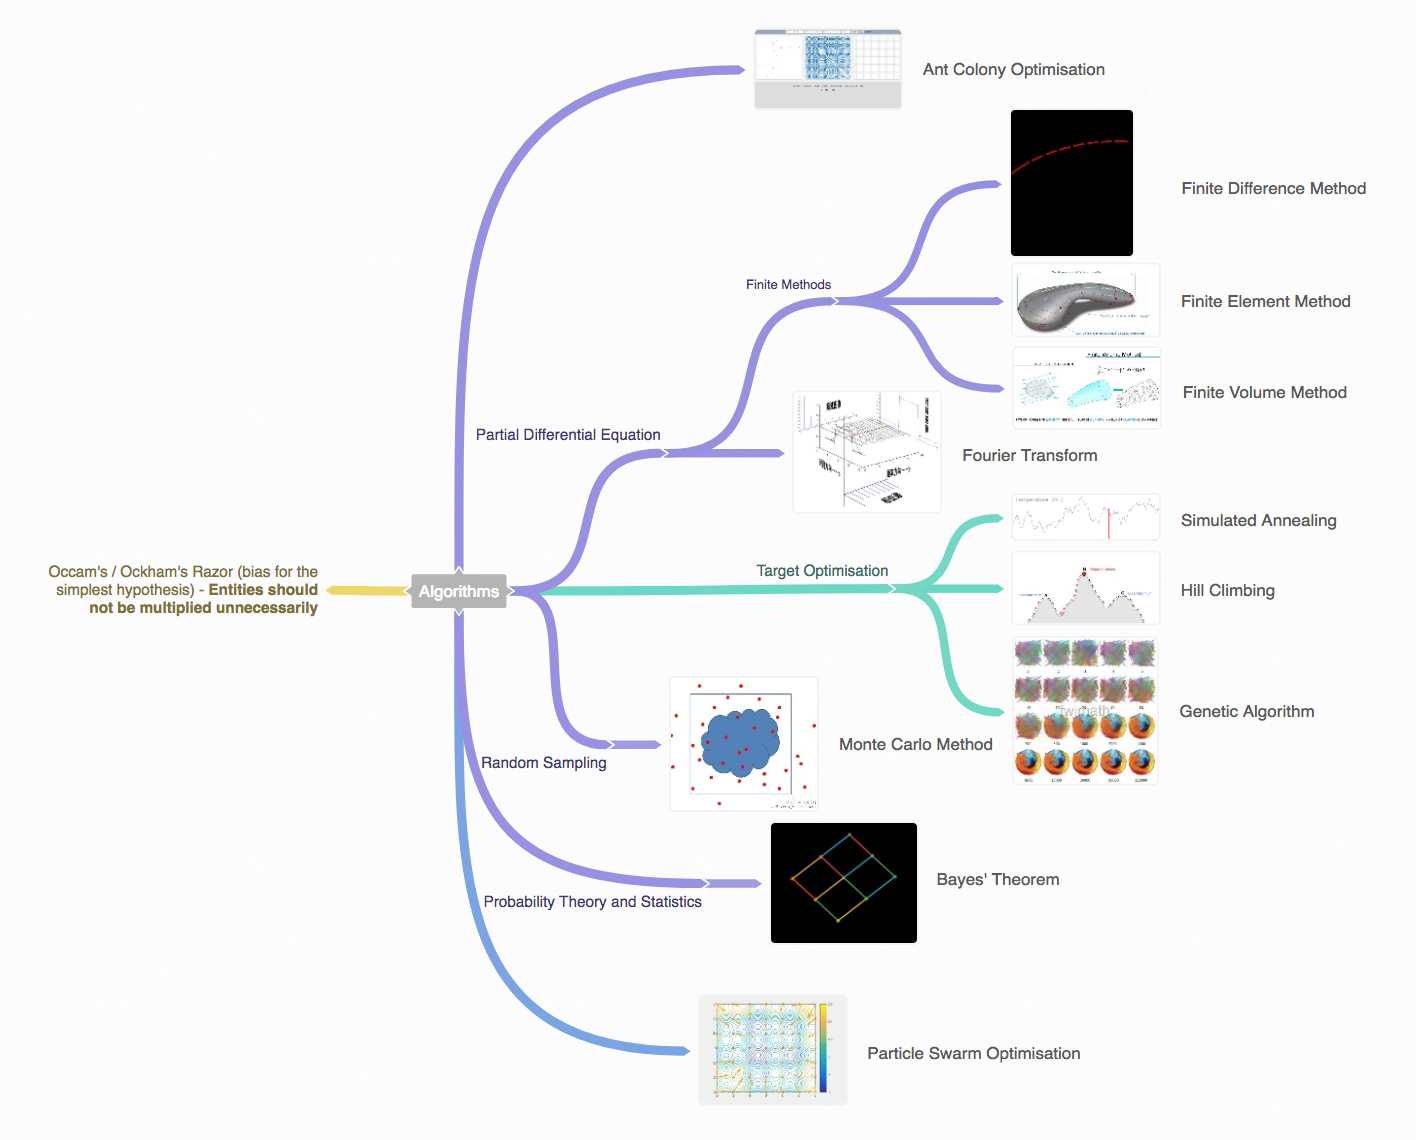 Ant Colony Optimisation
Finite Difference Method
Finite Methods
Finite Element Method
Finite Volume Method
Partial Differential Equation
Fourier Transform
Simulated Annealing
Occam's / Ockham's Razor (bias for the
simplest hypothesis) - Entities should
not be multiplied unnecessarily
Algorithms
Target Optimisation
Hill Climbing
Genetic Algorithm
Random Sampling
Monte Carlo Method
Probability Theory and Statistics
Bayes' Theorem
Particle Swarm Optimisation